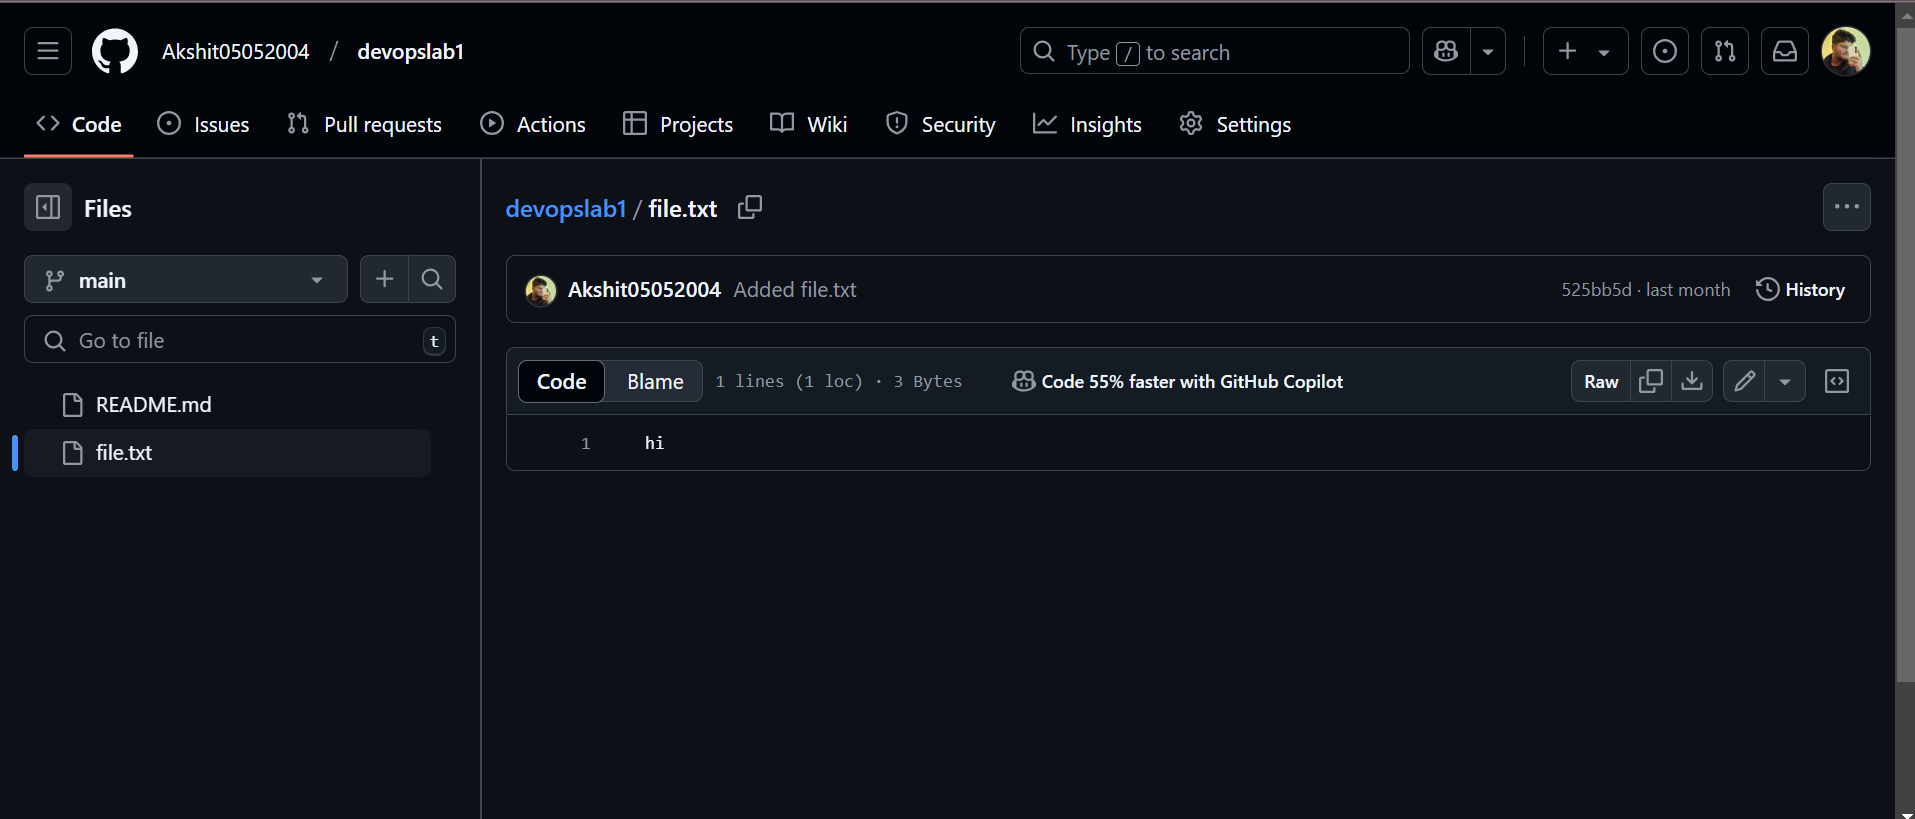 Akshit05052004 / devopslab1
Type / to search
Code Issues Pull requests Actions Projects Wiki Security Insights Settings
Files
main
Go to file t
README.md
file.txt
devopslab1 / file.txt
Akshit05052004 Added file.txt
525bb5d · last month History
Code Blame 1 lines (1 loc) · 3 Bytes Code 55% faster with GitHub Copilot Raw
1 hi